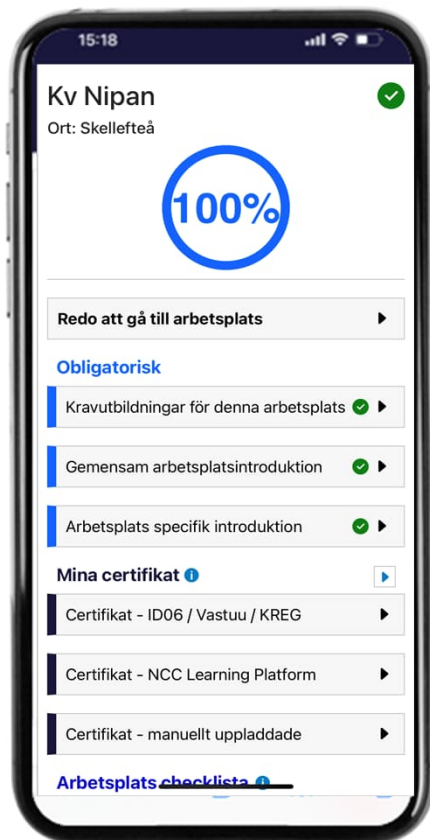 15:18
Kv Nipan
Ort: Skellefteå
100%
Redo att gå till arbetsplats
Obligatorisk
Kravutbildningar för denna arbetsplats
Gemensam arbetsplatsintroduktion
Arbetsplats specifik introduktion
Mina certifikat
Certifikat - ID06 / Vastuu / KREG
Certifikat - NCC Learning Platform
Certifikat - manuellt uppladdade
Arbetsplats checklista